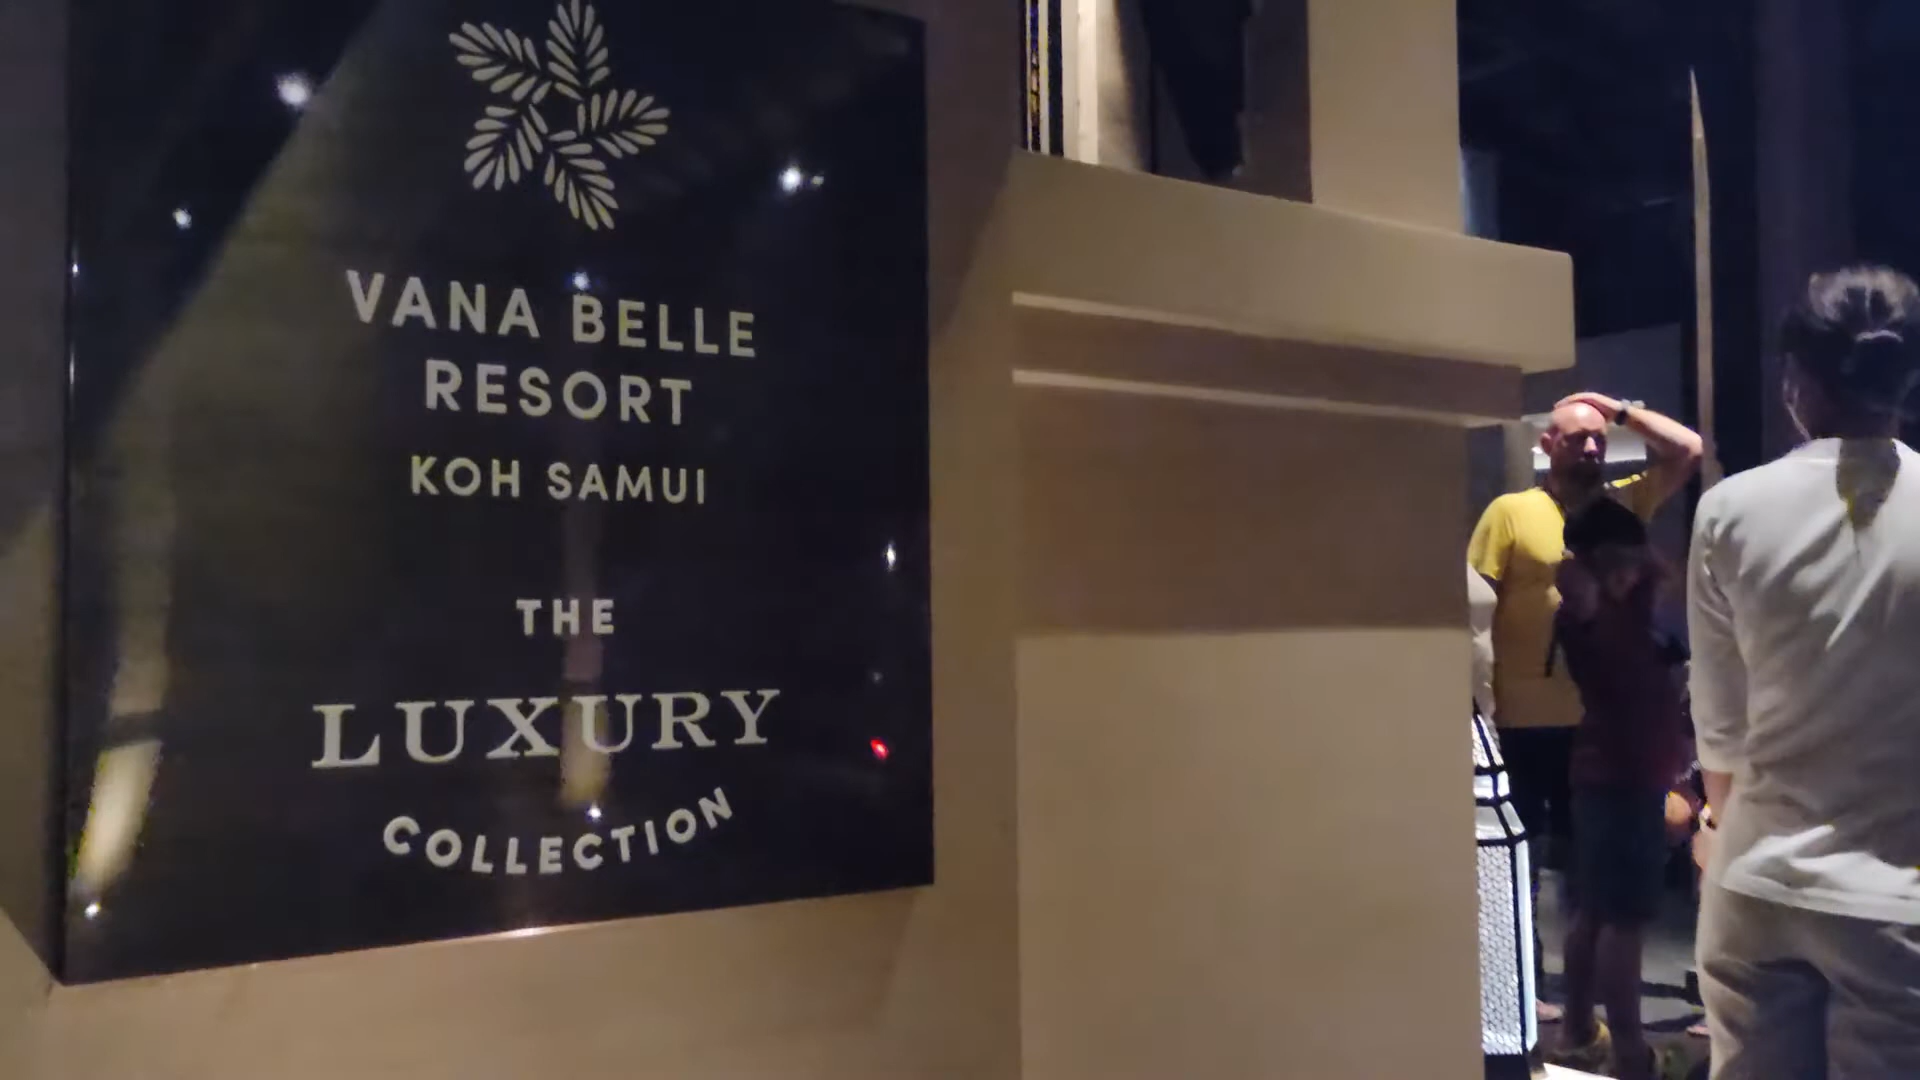 VANA BELLE
RESORT
KOH SAMUI
THE
LUXURY
COLLECTION